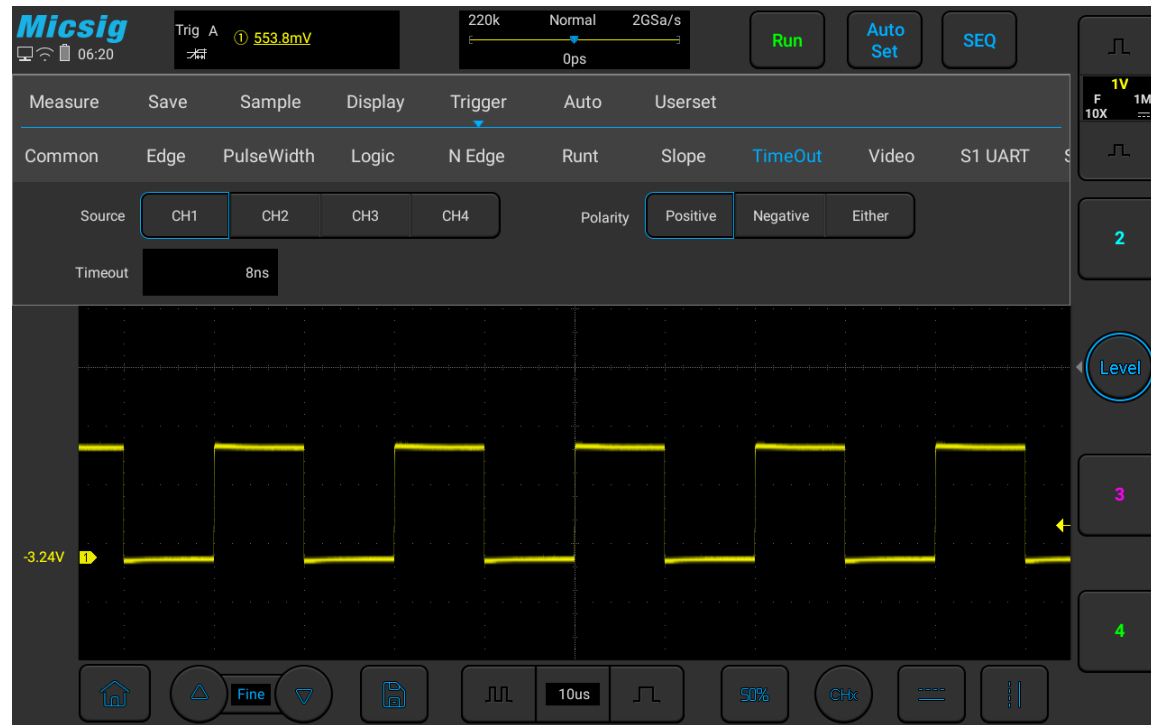 Micsig
06:20
Trig A ① 553.8mV
220k Normal 2GSa/s
0ps
Run
Auto Set
SEQ
Measure Save Sample Display Trigger Auto Userset
Common Edge PulseWidth Logic N Edge Runt Slope TimeOut Video S1 UART
Source CH1 CH2 CH3 CH4
Polarity Positive Negative Either
Timeout 8ns
1V
F 1M
10X
2
Level
3
-3.24V 1
4
Fine
10us
50%
CHx